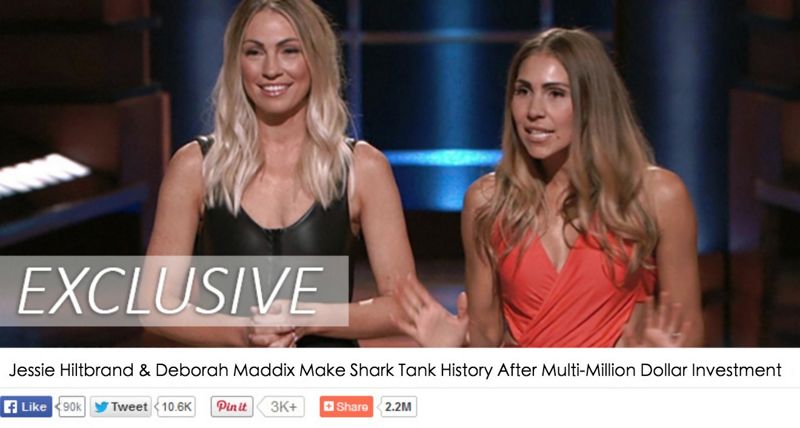 EXCLUSIVE
Jessie Hiltbrand & Deborah Maddix Make Shark Tank History After Multi-Million Dollar Investment
Like 90k Tweet 10.6K Pin it 3K+ Share 2.2M